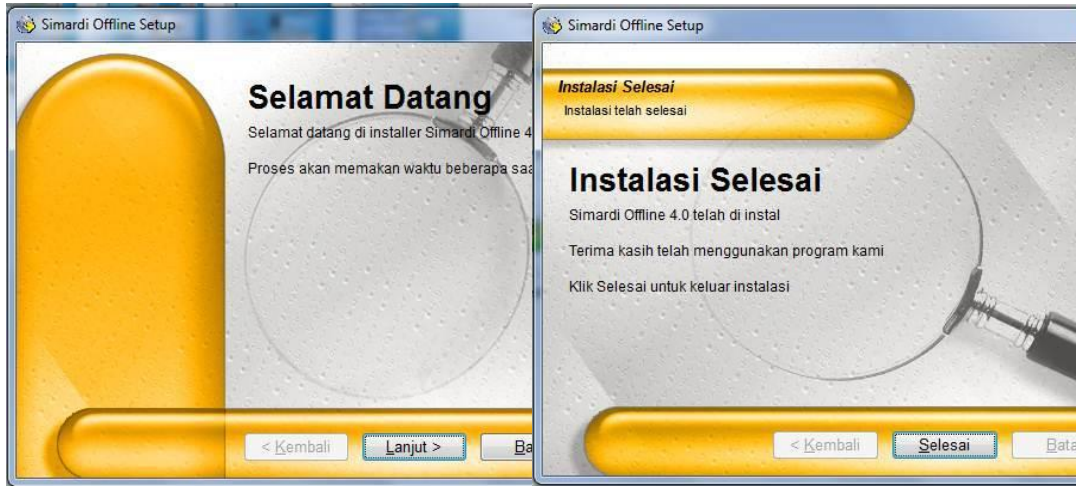 Simardi Offline Setup
Selamat Datang
Selamat datang di installer Simardi Offline 4
Proses akan memakan waktu beberapa
< Kembali
Lanjut >
Simardi Offline Setup
Instalasi Selesai
Instalasi telah selesai
Instalasi Selesai
Simardi Offline 4.0 telah di instal
Terima kasih telah menggunakan program kami
Klik Selesai untuk keluar instalasi
< Kembali
Selesai